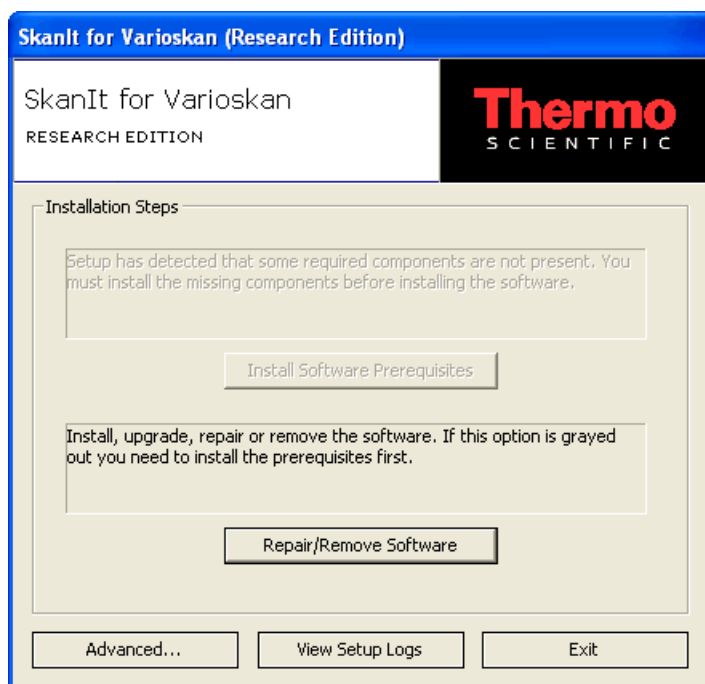 SkanIt for Varioskan (Research Edition)
SkanIt for Varioskan
RESEARCH EDITION
Thermo
SCIENTIFIC
Installation Steps
Setup has detected that some required components are not present. You
must install the missing components before installing the software.
Install Software Prerequisites
Install, upgrade, repair or remove the software. If this option is grayed
out you need to install the prerequisites first.
Repair/Remove Software
Advanced...
View Setup Logs
Exit